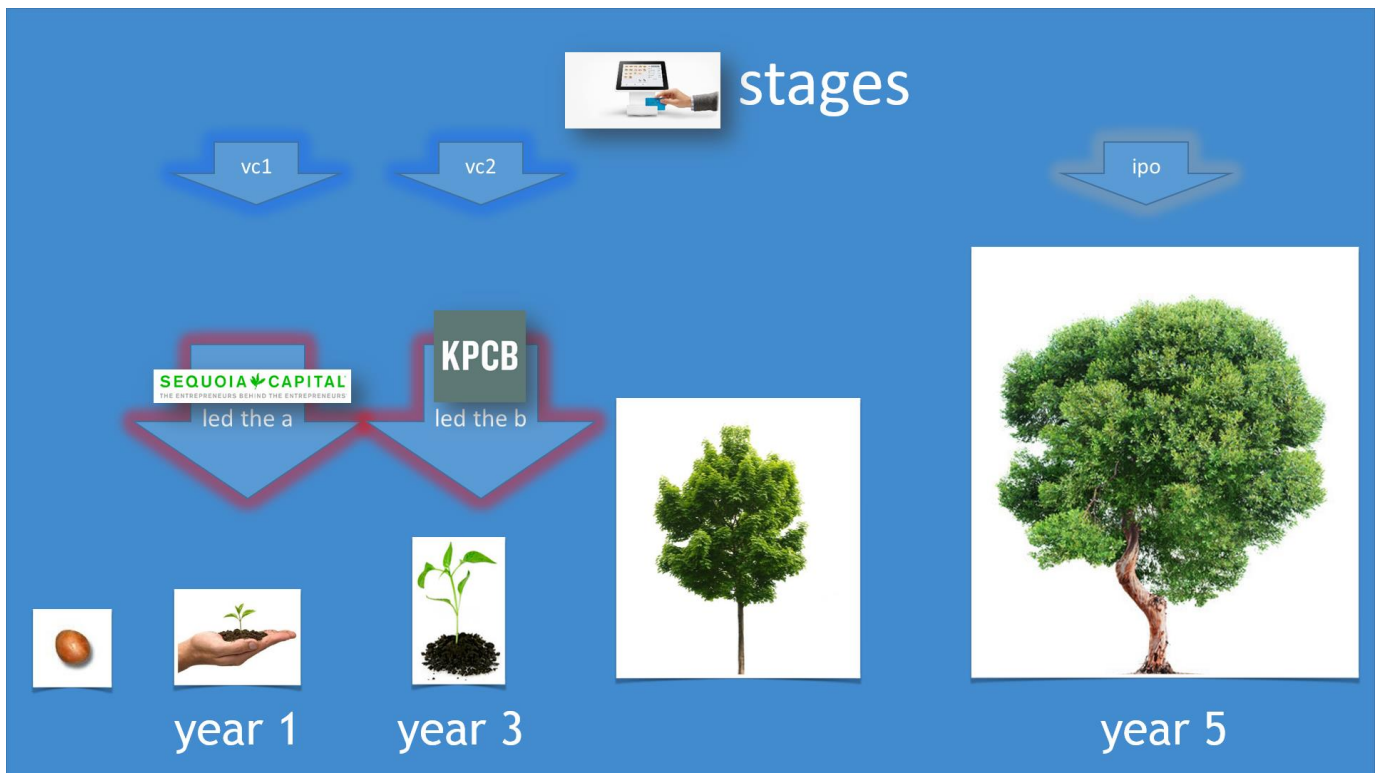 stages
vc1
vc2
ipo
SEQUOIA CAPITAL
THE ENTREPRENEURS BEHIND THE ENTREPRENEURS
led the a
KPCB
led the b
year 1
year 3
year 5